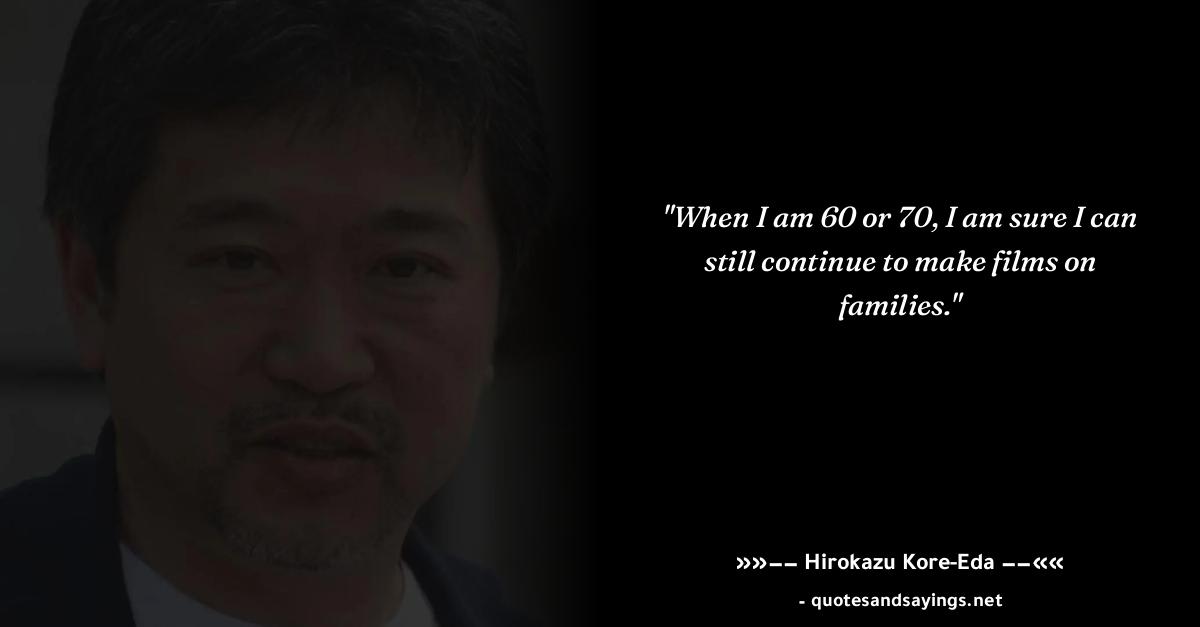 "When I am 60 or 70, I am sure I can
still continue to make films on
families."
»»−− Hirokazu Kore-Eda −−««
- quotesandsayings.net